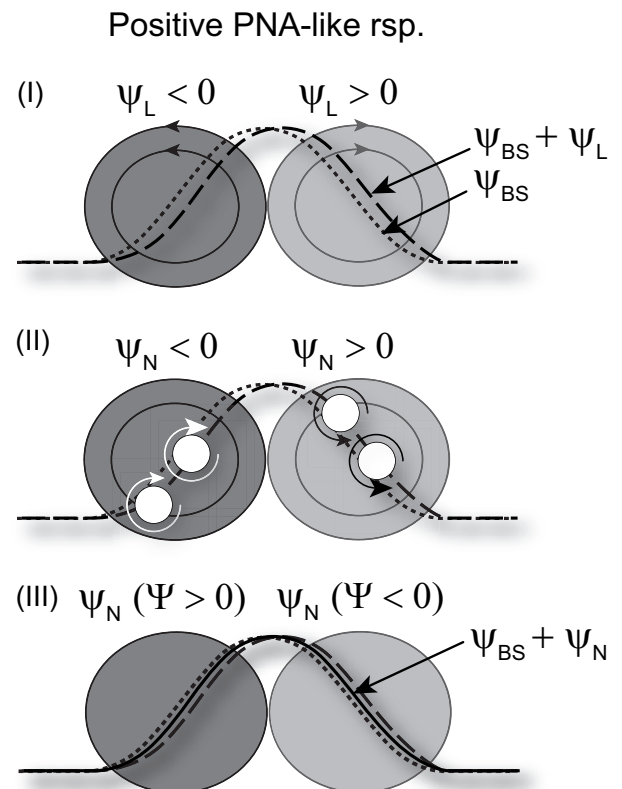 Positive PNA-like rsp.
(I)
ψL < 0 ψL > 0
ψBS + ψL
ψBS
(II)
ψN < 0 ψN > 0
(III) ψN (Ψ > 0) ψN (Ψ < 0)
ψBS + ψN